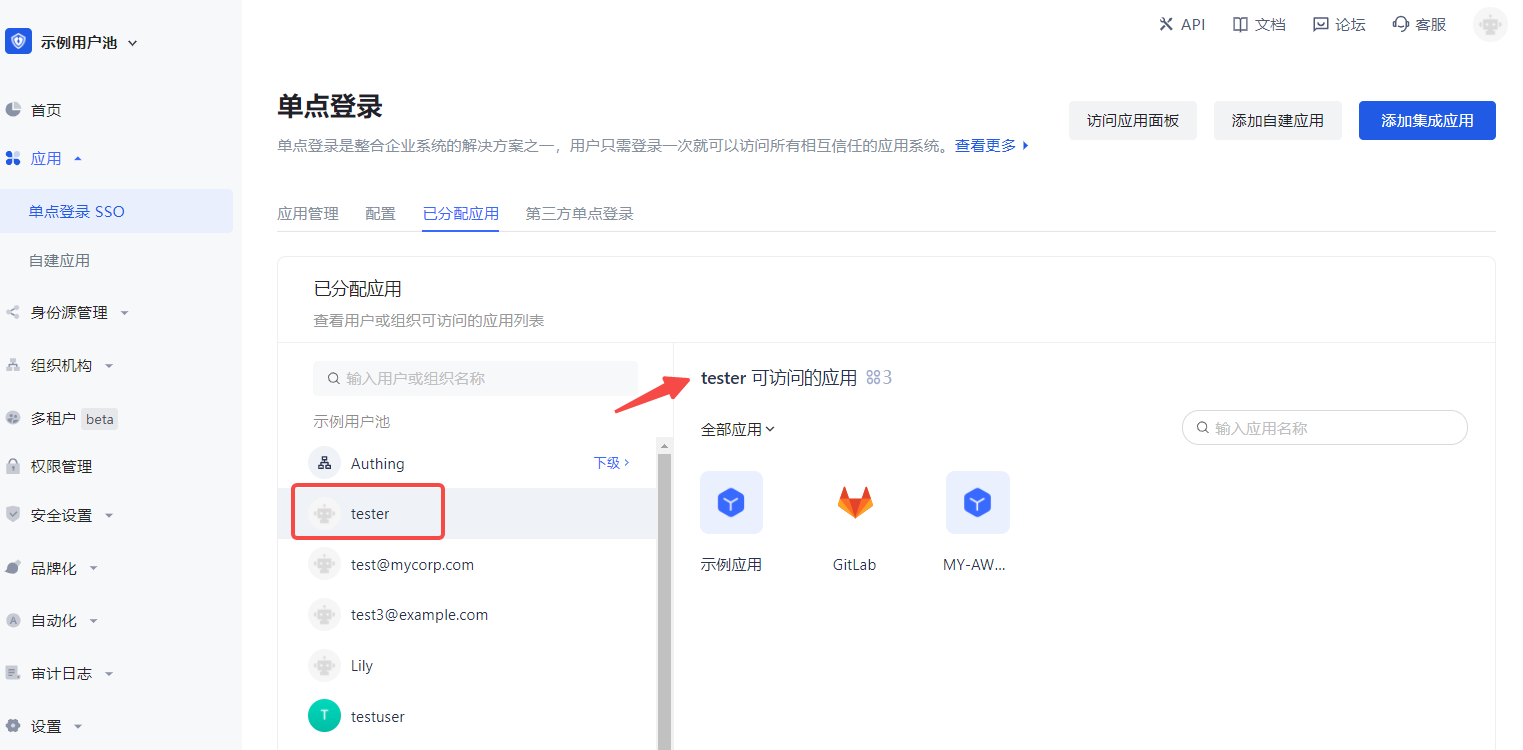 示例用户池
API
文档
论坛
客服
首页
应用
单点登录 SSO
自建应用
身份源管理
组织机构
多租户 beta
权限管理
安全设置
品牌化
自动化
审计日志
设置
单点登录
单点登录是整合企业系统的解决方案之一，用户只需登录一次就可以访问所有相互信任的应用系统。查看更多
访问应用面板
添加自建应用
添加集成应用
应用管理
配置
已分配应用
第三方单点登录
已分配应用
查看用户或组织可访问的应用列表
输入用户或组织名称
示例用户池
Authing
下级
tester
test@mycorp.com
test3@example.com
Lily
T
testuser
tester 可访问的应用 3
全部应用
输入应用名称
示例应用
GitLab
MY-AW...